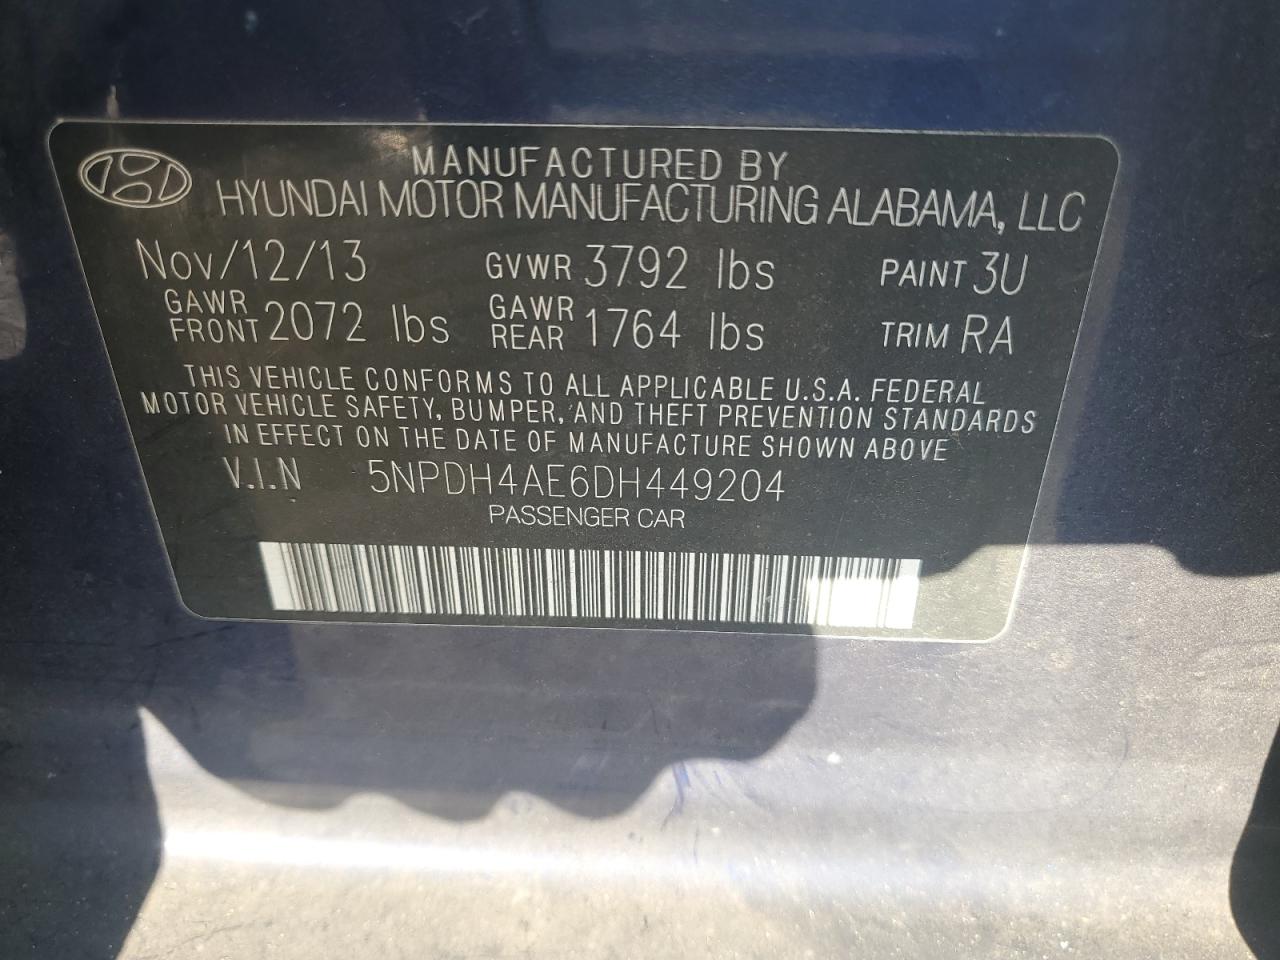 MANUFACTURED BY
HYUNDAI MOTOR MANUFACTURING ALABAMA, LLC
Nov/12/13 GVWR 3792 lbs PAINT 3U
GAWR FRONT 2072 lbs GAWR REAR 1764 lbs TRIM RA
THIS VEHICLE CONFORMS TO ALL APPLICABLE U.S.A. FEDERAL
MOTOR VEHICLE SAFETY, BUMPER, AND THEFT PREVENTION STANDARDS
IN EFFECT ON THE DATE OF MANUFACTURE SHOWN ABOVE
V.I.N 5NPDH4AE6DH449204
PASSENGER CAR